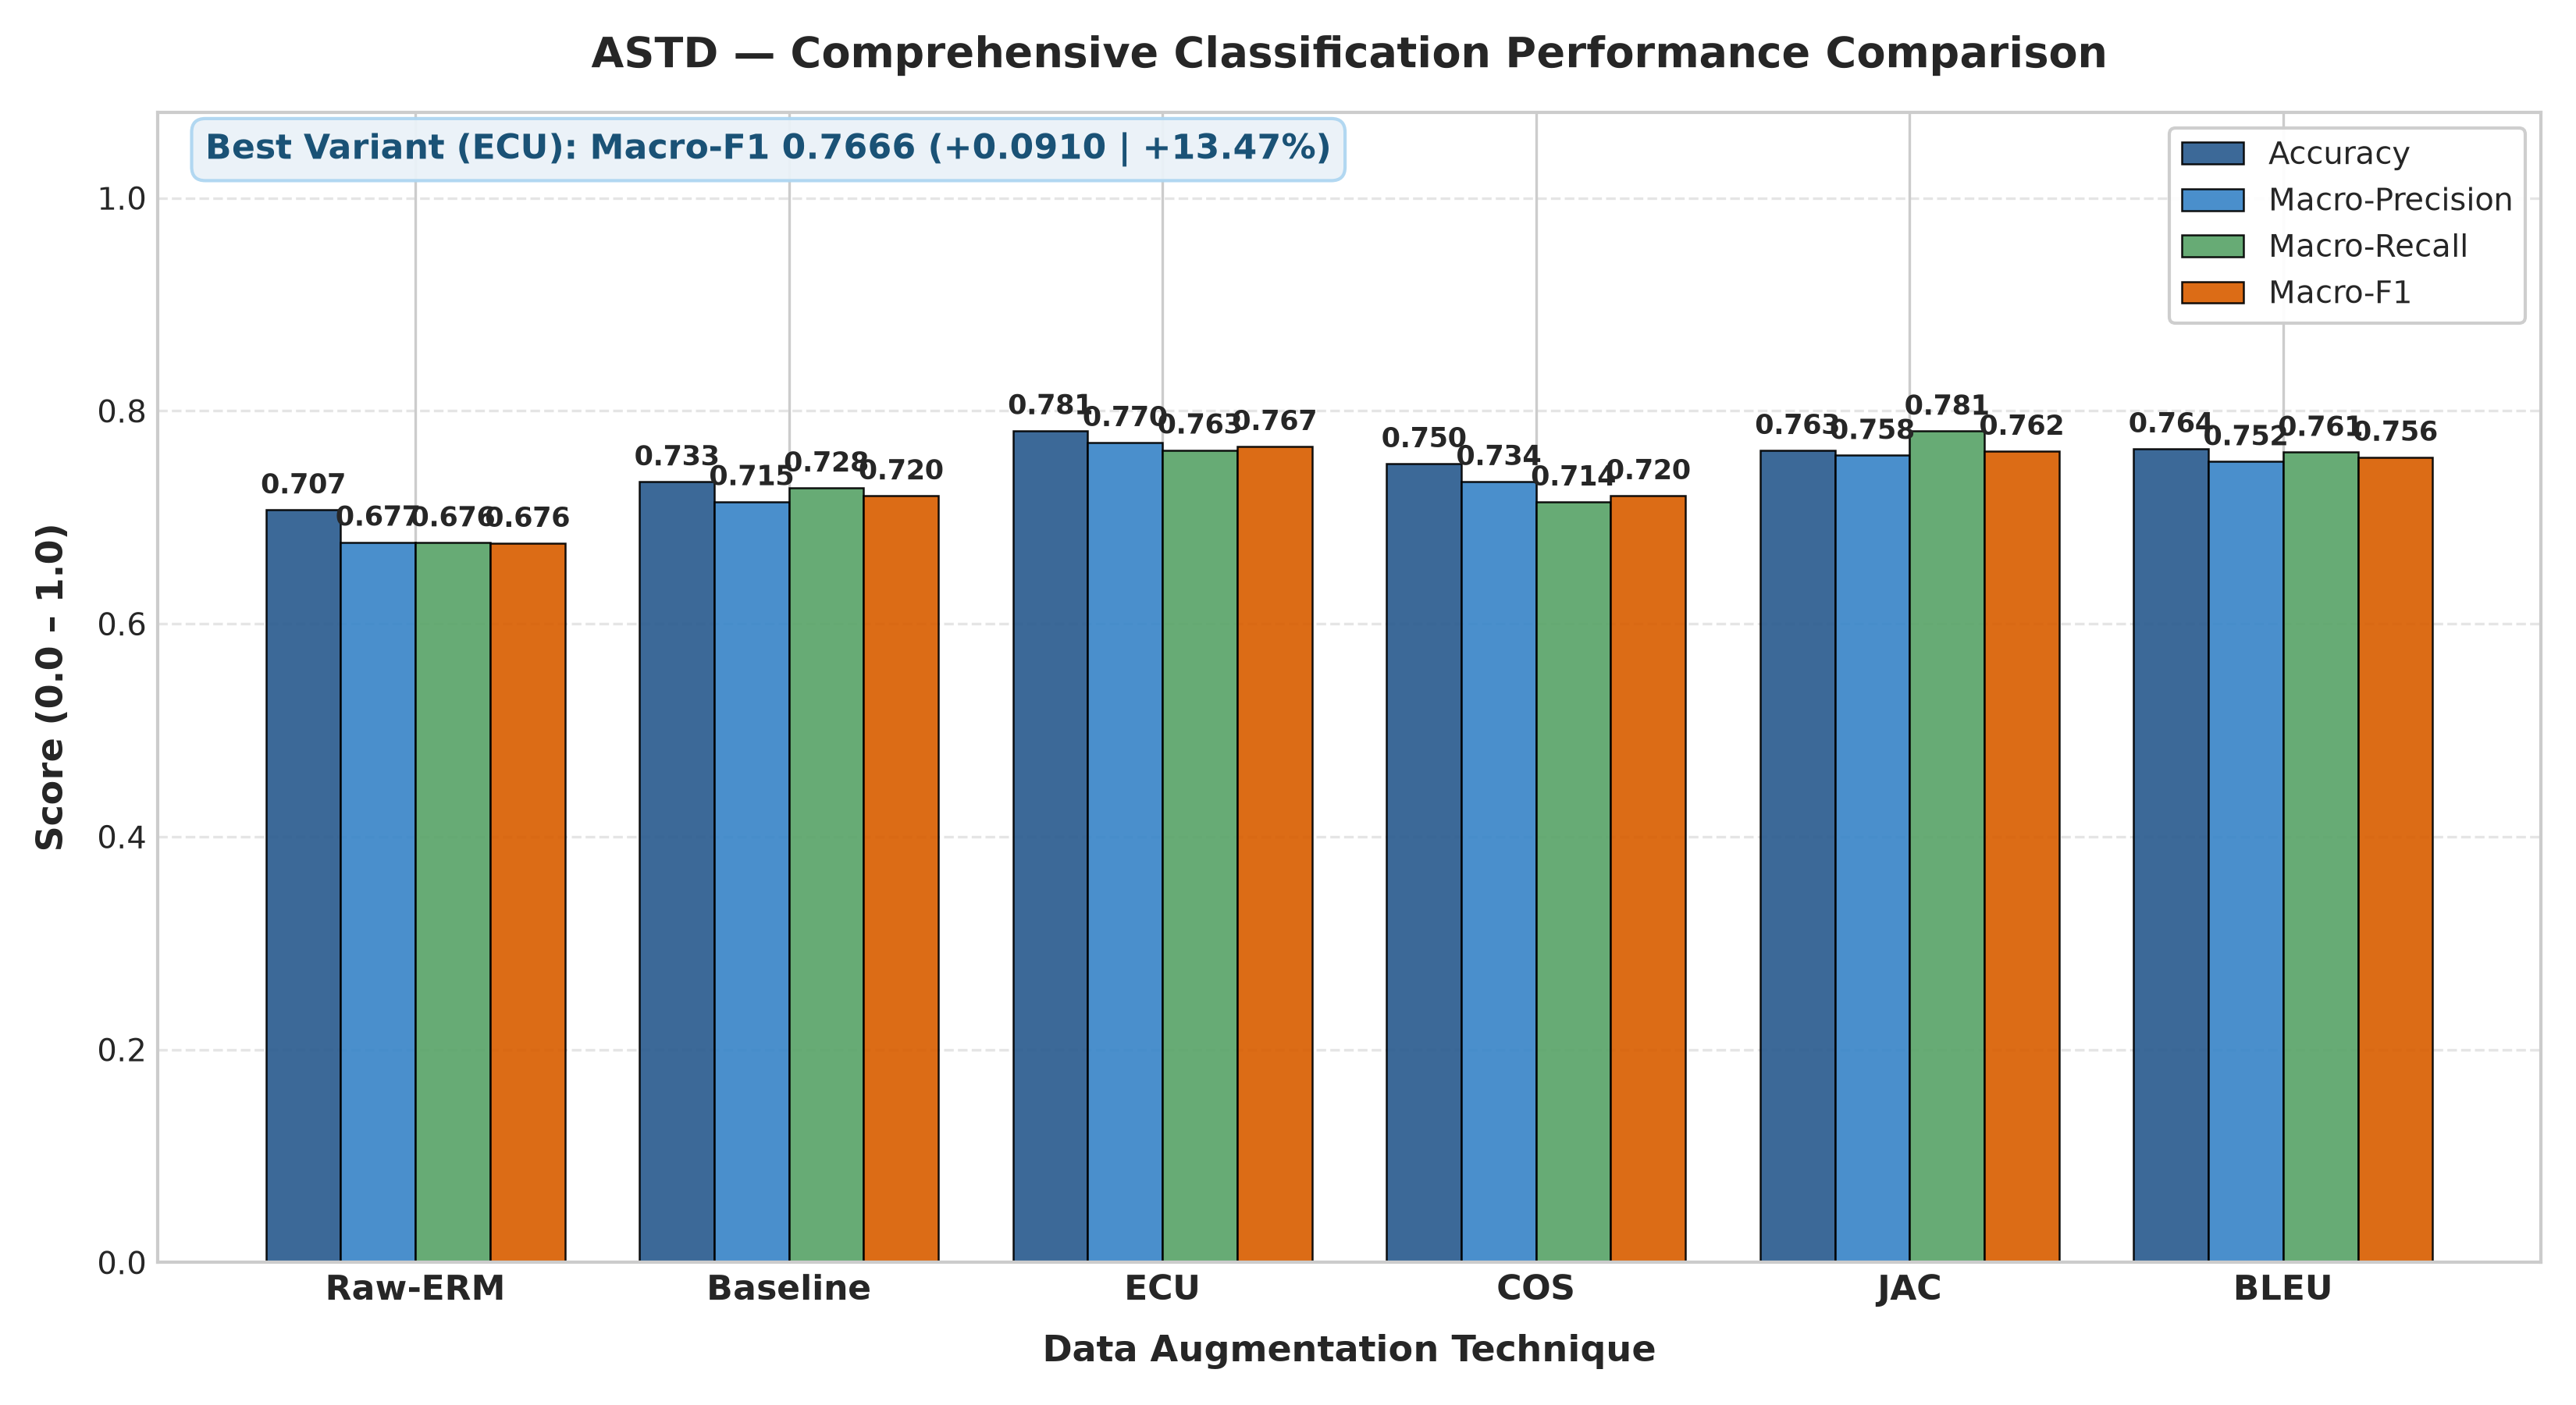 ASTD — Comprehensive Classification Performance Comparison
Best Variant (ECU): Macro-F1 0.7666 (+0.0910 | +13.47%)
Accuracy
Macro-Precision
Macro-Recall
Macro-F1
Score (0.0 – 1.0)
1.0
0.8
0.6
0.4
0.2
0.0
0.707 0.677 0.676 0.676
0.733 0.715 0.728 0.720
0.781 0.770 0.763 0.767
0.750 0.734 0.714 0.720
0.763 0.758 0.781 0.762
0.764 0.752 0.761 0.756
Raw-ERM Baseline ECU COS JAC BLEU
Data Augmentation Technique